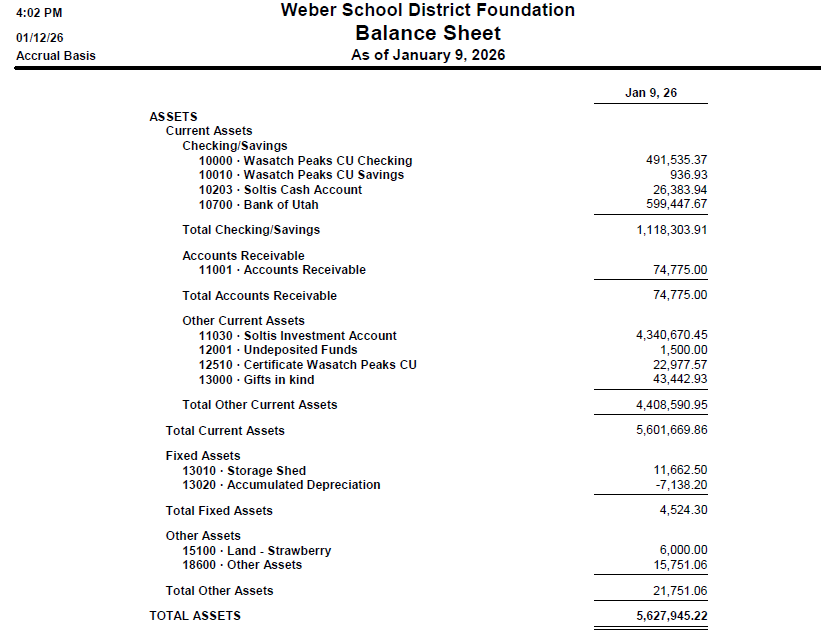 4:02 PM
Weber School District Foundation
01/12/26
Balance Sheet
Accrual Basis
As of January 9, 2026
Jan 9, 26
ASSETS
Current Assets
Checking/Savings
10000 · Wasatch Peaks CU Checking 491,535.37
10010 · Wasatch Peaks CU Savings 936.93
10203 · Soltis Cash Account 26,383.94
10700 · Bank of Utah 599,447.67
Total Checking/Savings 1,118,303.91
Accounts Receivable
11001 · Accounts Receivable 74,775.00
Total Accounts Receivable 74,775.00
Other Current Assets
11030 · Soltis Investment Account 4,340,670.45
12001 · Undeposited Funds 1,500.00
12510 · Certificate Wasatch Peaks CU 22,977.57
13000 · Gifts in kind 43,442.93
Total Other Current Assets 4,408,590.95
Total Current Assets 5,601,669.86
Fixed Assets
13010 · Storage Shed 11,662.50
13020 · Accumulated Depreciation -7,138.20
Total Fixed Assets 4,524.30
Other Assets
15100 · Land - Strawberry 6,000.00
18600 · Other Assets 15,751.06
Total Other Assets 21,751.06
TOTAL ASSETS 5,627,945.22